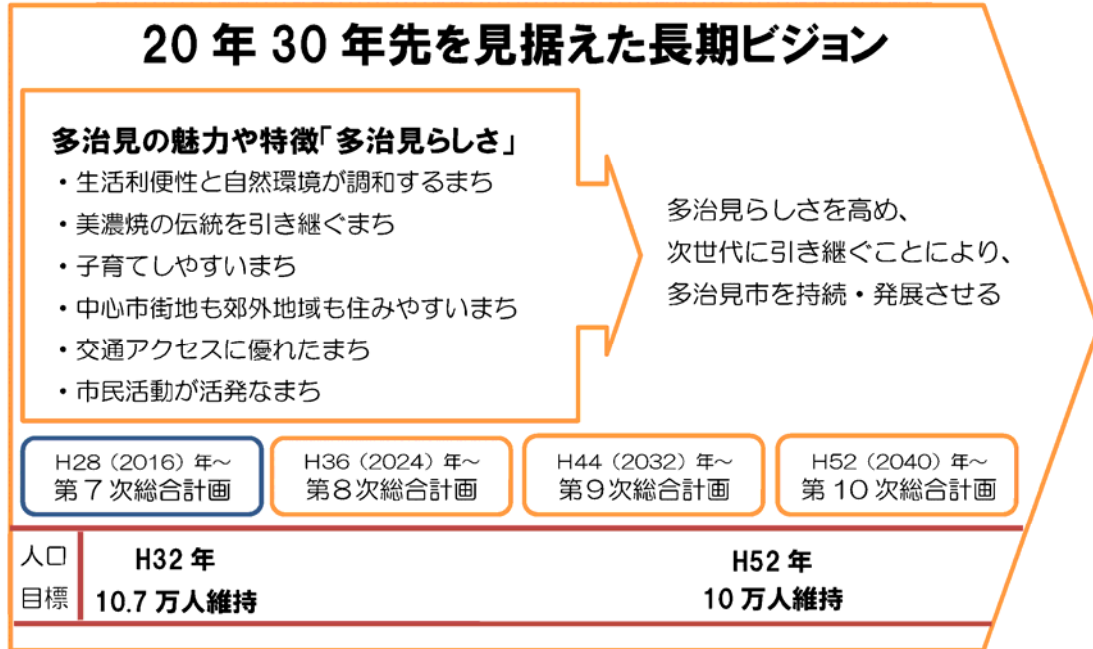 20 年 30 年先を見据えた長期ビジョン
多治見の魅力や特徴「多治見らしさ」
・生活利便性と自然環境が調和するまち
・美濃焼の伝統を引き継ぐまち
・子育てしやすいまち
・中心市街地も郊外地域も住みやすいまち
・交通アクセスに優れたまち
・市民活動が活発なまち
多治見らしさを高め、
次世代に引き継ぐことにより、
多治見市を持続・発展させる
H28（2016）年～
第７次総合計画
H36（2024）年～
第８次総合計画
H44（2032）年～
第９次総合計画
H52（2040）年～
第 10 次総合計画
人口
目標
H32 年
10.7 万人維持
H52 年
10 万人維持